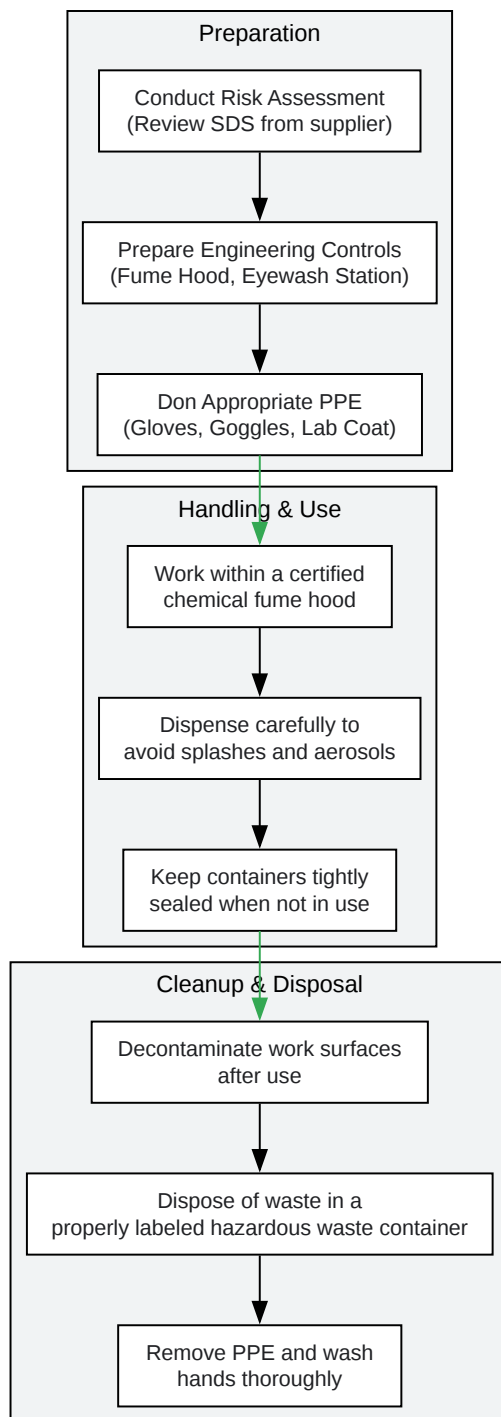 Preparation
Conduct Risk Assessment
(Review SDS from supplier)
Prepare Engineering Controls
(Fume Hood, Eyewash Station)
Don Appropriate PPE
(Gloves, Goggles, Lab Coat)
Handling & Use
Work within a certified
chemical fume hood
Dispense carefully to
avoid splashes and aerosols
Keep containers tightly
sealed when not in use
Cleanup & Disposal
Decontaminate work surfaces
after use
Dispose of waste in a
properly labeled hazardous waste container
Remove PPE and wash
hands thoroughly